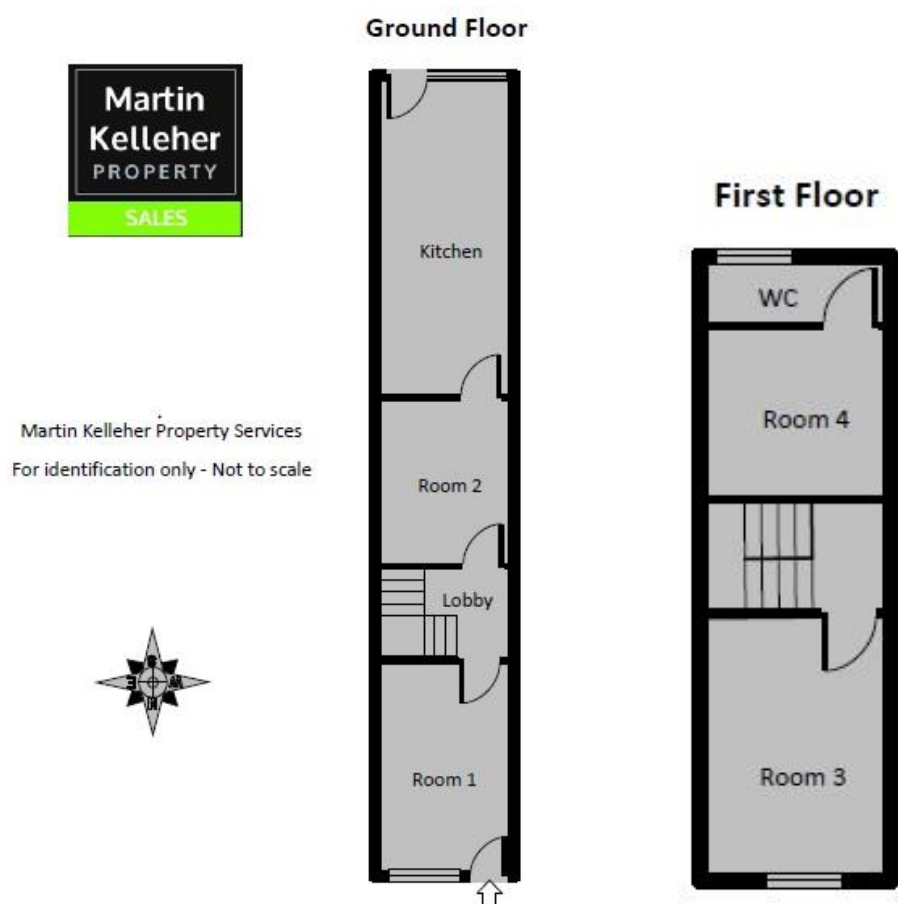 Ground Floor
Martin
Kelleher
PROPERTY
SALES
First Floor
Kitchen
WC
Martin Kelleher Property Services
For identification only - Not to scale
Room 4
Room 2
Lobby
S
E
W
N
Room 1
Room 3